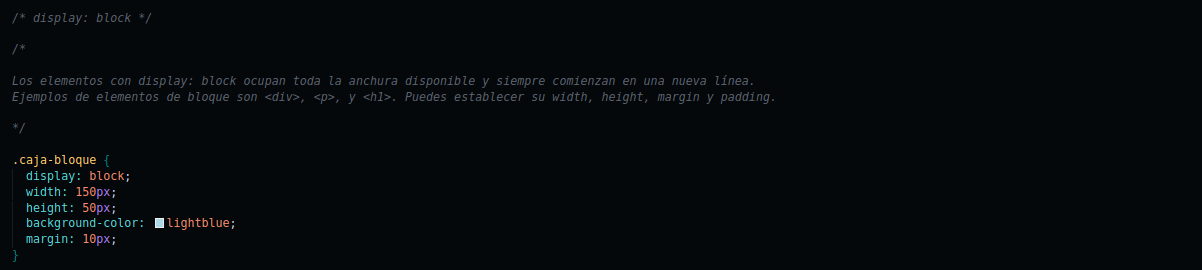 /* display: block */
/*
Los elementos con display: block ocupan toda la anchura disponible y siempre comienzan en una nueva línea.
Ejemplos de elementos de bloque son <div>, <p>, y <h1>. Puedes establecer su width, height, margin y padding.
*/
.caja-bloque {
display: block;
width: 150px;
height: 50px;
background-color: lightblue;
margin: 10px;
}